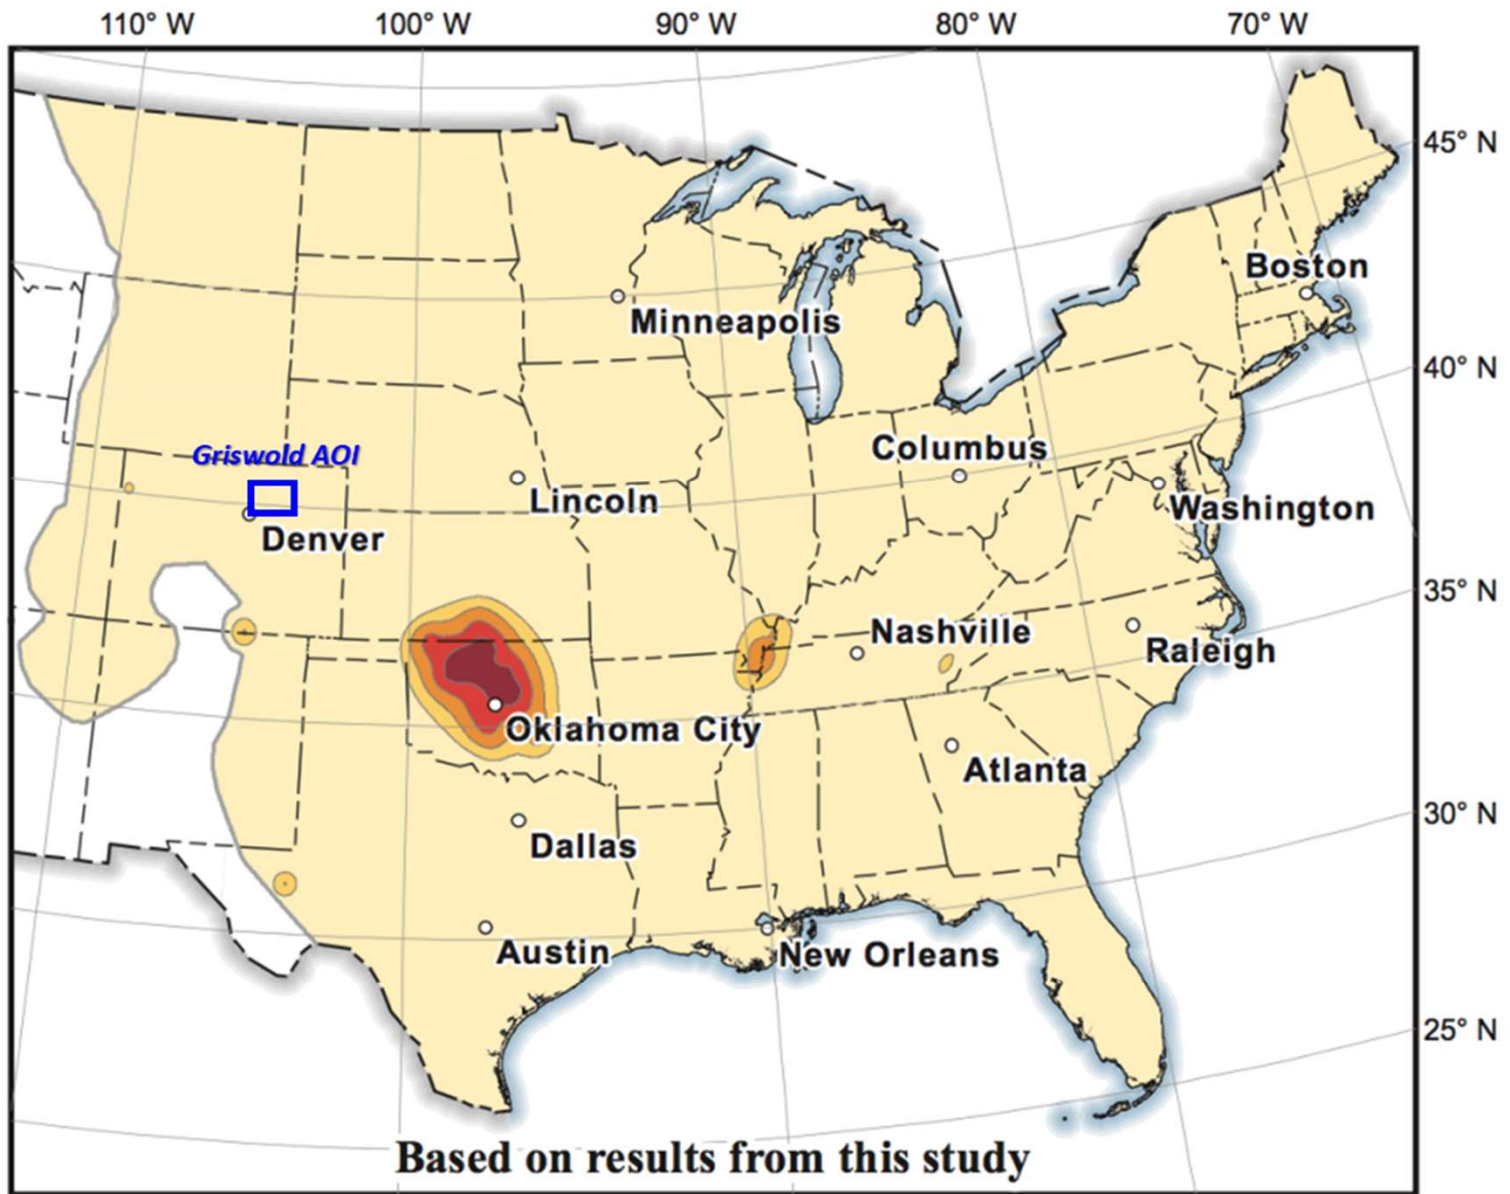 110° W 100° W 90° W 80° W 70° W
45° N
Boston
Minneapolis
40° N
Columbus
Griswold AOI
Lincoln
Washington
Denver
35° N
Nashville
Raleigh
Oklahoma City
Atlanta
30° N
Dallas
Austin
New Orleans
25° N
Based on results from this study